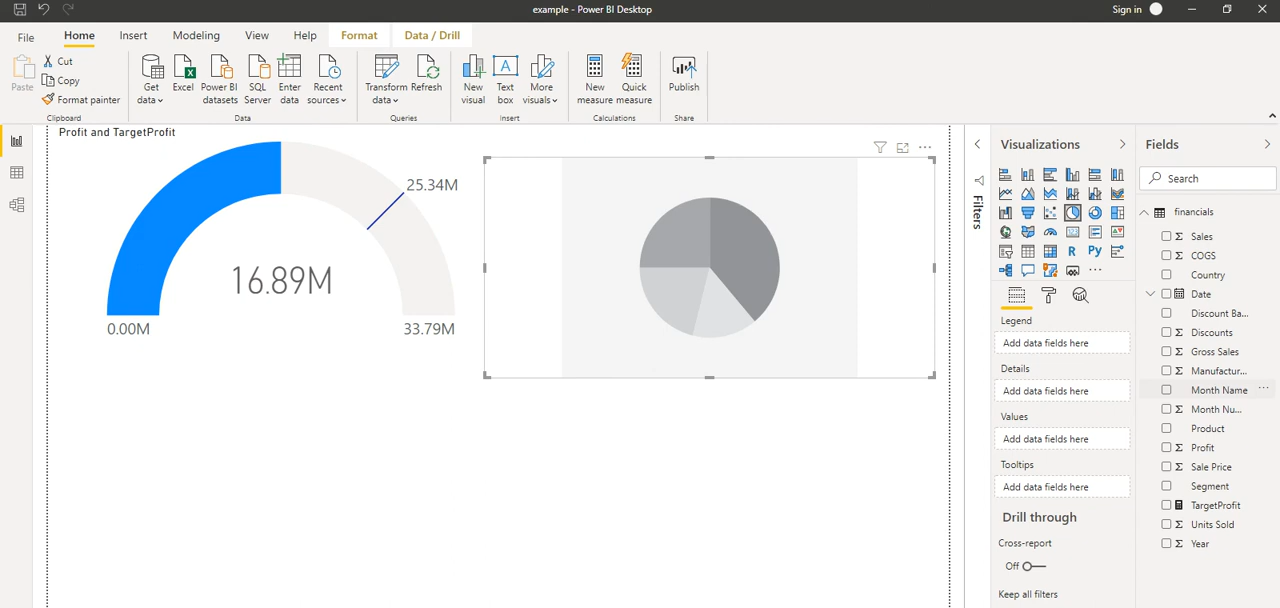 example - Power BI Desktop
Sign in
File
Home
Insert
Modeling
View
Help
Format
Data / Drill
Paste
Cut
Copy
Format painter
Clipboard
Get data
Excel
Power BI datasets
SQL Server
Enter data
Recent sources
Data
Transform data
Refresh
Queries
New visual
Text box
More visuals
Insert
New measure
Quick measure
Calculations
Publish
Share
Profit and TargetProfit
25.34M
16.89M
0.00M
33.79M
Filters
Visualizations
R
Py
123
Legend
Add data fields here
Details
Add data fields here
Values
Add data fields here
Tooltips
Add data fields here
Drill through
Cross-report
Off
Keep all filters
Fields
Search
financials
Σ Sales
Σ COGS
Country
Date
Discount Ba...
Σ Discounts
Σ Gross Sales
Σ Manufactur...
Month Name
Σ Month Nu...
Product
Σ Profit
Σ Sale Price
Segment
TargetProfit
Σ Units Sold
Σ Year